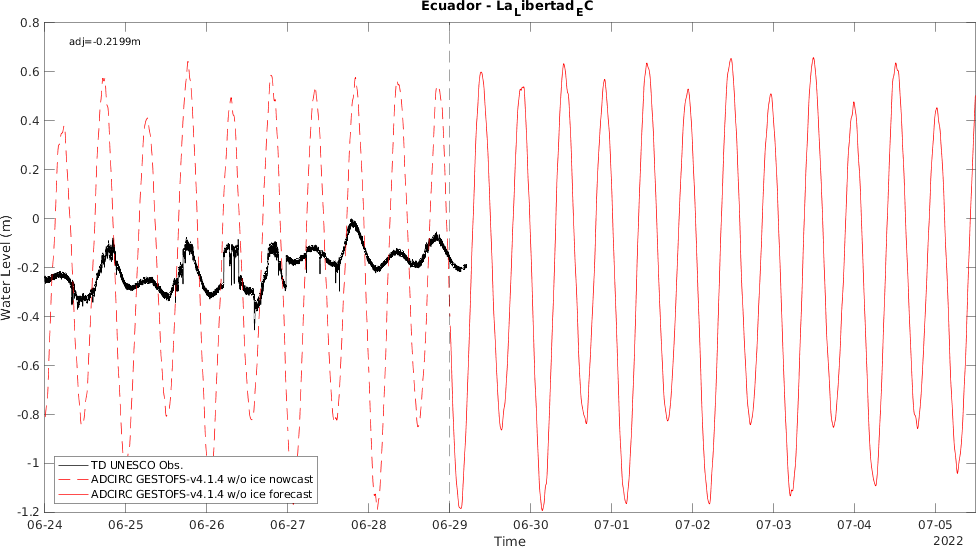 Ecuador - LaLibertadEC
adj=-0.2199m
0.8
0.6
0.4
0.2
0
-0.2
-0.4
-0.6
-0.8
-1
-1.2
Water Level (m)
TD UNESCO Obs.
ADCIRC GESTOFS-v4.1.4 w/o ice nowcast
ADCIRC GESTOFS-v4.1.4 w/o ice forecast
06-24 06-25 06-26 06-27 06-28 06-29 06-30 07-01 07-02 07-03 07-04 07-05
Time
2022